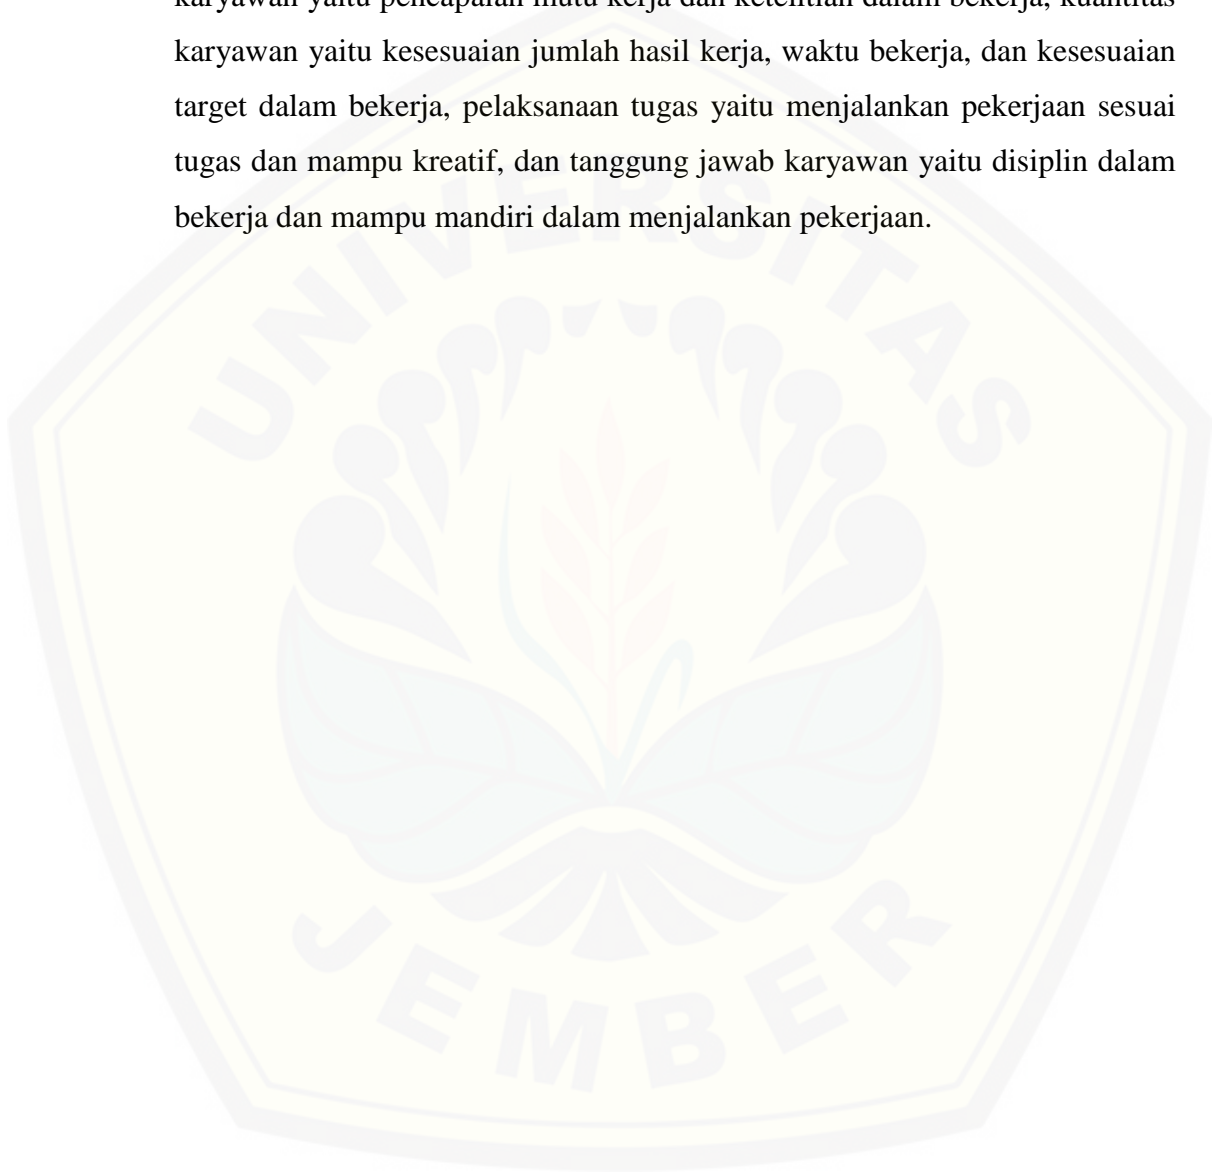 karyawan yaitu pencapaian mutu kerja dan ketelitian dalam bekerja, kuantitas
karyawan yaitu kesesuaian jumlah hasil kerja, waktu bekerja, dan kesesuaian
target dalam bekerja, pelaksanaan tugas yaitu menjalankan pekerjaan sesuai
tugas dan mampu kreatif, dan tanggung jawab karyawan yaitu disiplin dalam
bekerja dan mampu mandiri dalam menjalankan pekerjaan.
UNIVERSITAS
JEMBER